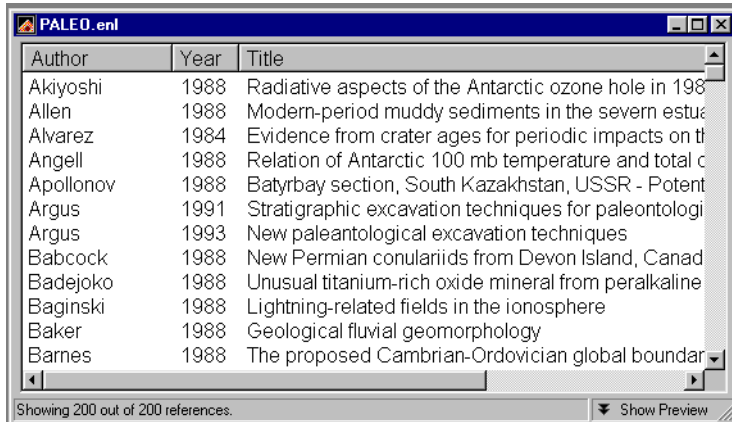 PALEO.enl
Author Year Title
Akiyoshi 1988 Radiative aspects of the Antarctic ozone hole in 198
Allen 1988 Modern-period muddy sediments in the severn estua
Alvarez 1984 Evidence from crater ages for periodic impacts on th
Angell 1988 Relation of Antarctic 100 mb temperature and total o
Apollonov 1988 Batyrbay section, South Kazakhstan, USSR - Potent
Argus 1991 Stratigraphic excavation techniques for paleontologi
Argus 1993 New paleantological excavation techniques
Babcock 1988 New Permian conulariids from Devon Island, Canad
Badejoko 1988 Unusual titanium-rich oxide mineral from peralkaline
Baginski 1988 Lightning-related fields in the ionosphere
Baker 1988 Geological fluvial geomorphology
Barnes 1988 The proposed Cambrian-Ordovician global boundar
Showing 200 out of 200 references. Show Preview